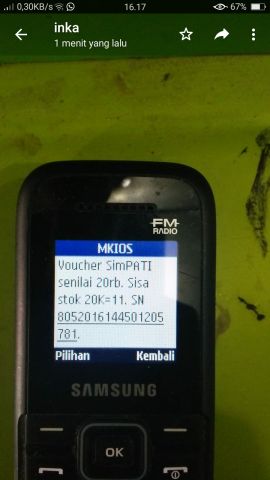 0,30KB/s 16.17 67%
inka
1 menit yang lalu
FM
RADIO
MKIOS
Voucher SimPATI
senilai 20rb. Sisa
stok 20K=11. SN
8052016144501205
781.
Pilihan Kembali
SAMSUNG
OK